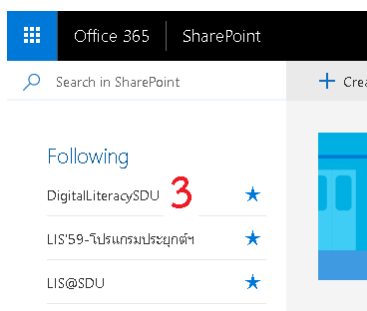 Office 365 SharePoint
Search in SharePoint
+ Crea
Following
DigitalLiteracySDU 3
LIS'59-โปรแกรมประยุกต์ฯ
LIS@SDU